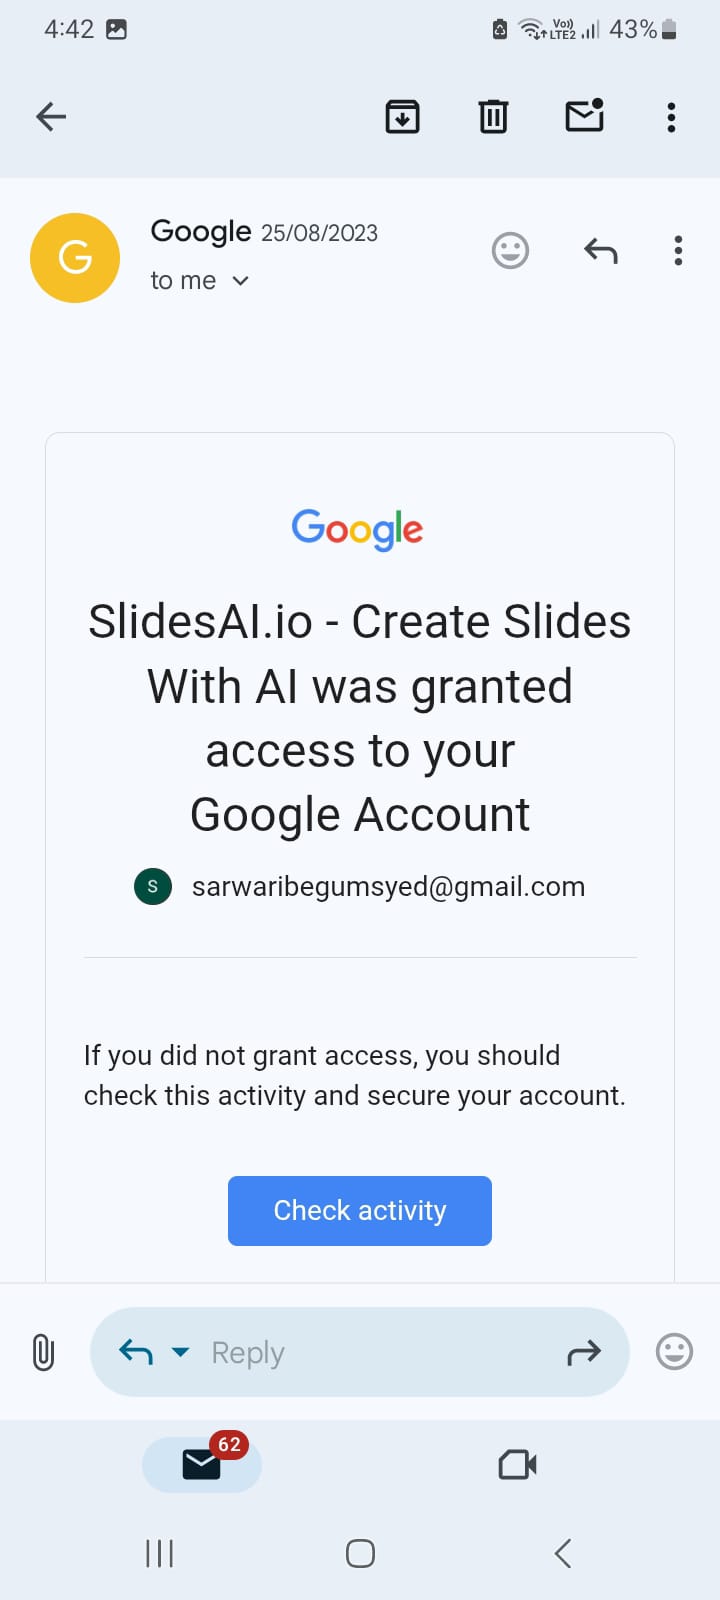 4:42 Vo)) LTE2 43%
Google 25/08/2023
G
to me
Google
SlidesAI.io - Create Slides
With AI was granted
access to your
Google Account
S sarwaribegumsyed@gmail.com
If you did not grant access, you should
check this activity and secure your account.
Check activity
Reply
62